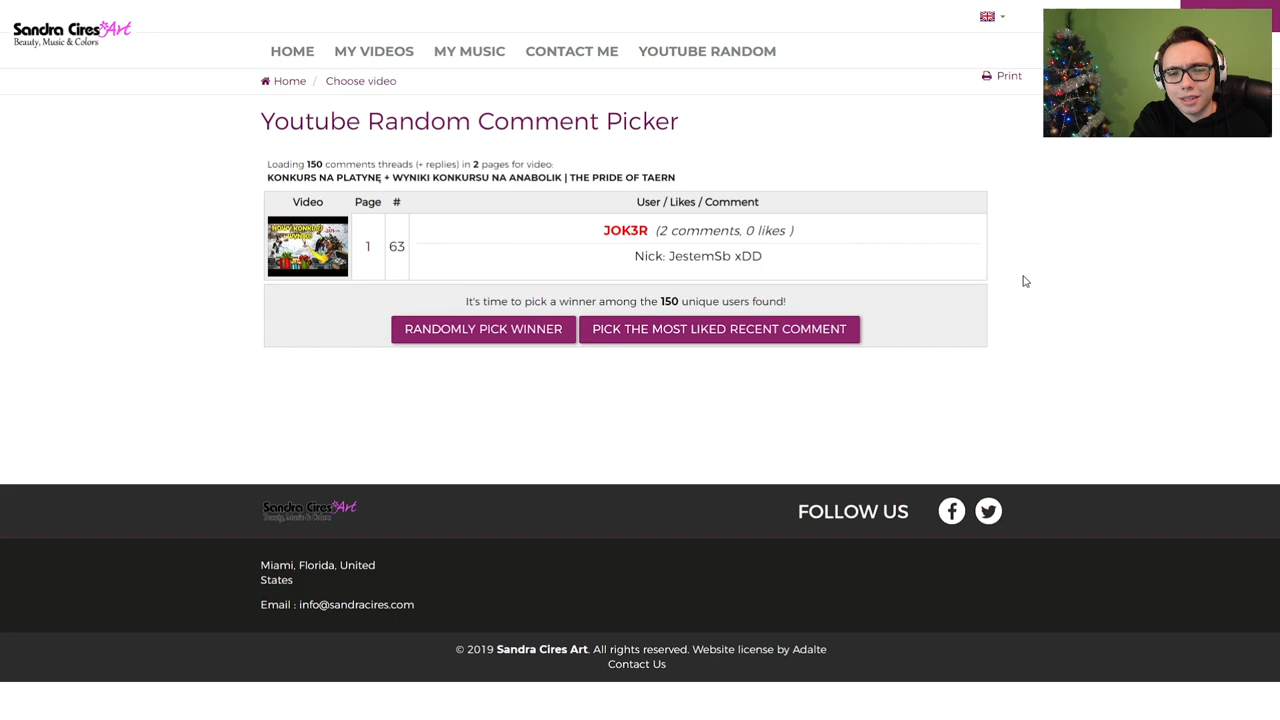 Sandra Cires Art
Beauty, Music & Colors
HOME MY VIDEOS MY MUSIC CONTACT ME YOUTUBE RANDOM
Home / Choose video
Print
Youtube Random Comment Picker
Loading 150 comments threads (+ replies) in 2 pages for video:
KONKURS NA PLATYNĘ + WYNIKI KONKURSU NA ANABOLIK | THE PRIDE OF TAERN
Video Page # User / Likes / Comment
NOWY KONKURS
1 63
JOK3R (2 comments, 0 likes )
Nick: JestemSb xDD
It's time to pick a winner among the 150 unique users found!
RANDOMLY PICK WINNER PICK THE MOST LIKED RECENT COMMENT
Sandra Cires Art
Beauty, Music & Colors
FOLLOW US
Miami, Florida, United
States
Email : info@sandracires.com
© 2019 Sandra Cires Art. All rights reserved. Website license by Adalte
Contact Us